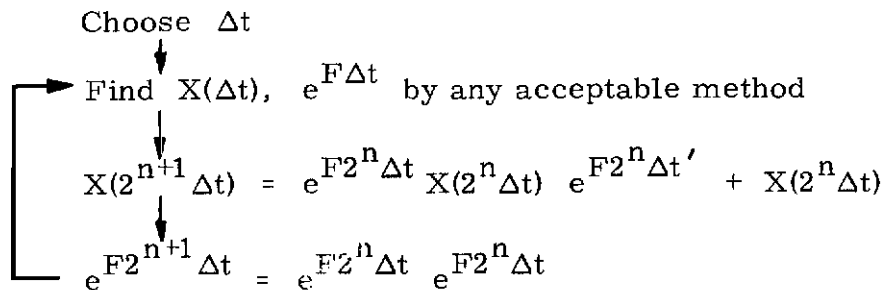 Choose Δt
Find X(Δt), e^{FΔt} by any acceptable method
X(2^{n+1}Δt) = e^{F2^nΔt} X(2^nΔt) e^{F2^nΔt'} + X(2^nΔt)
e^{F2^{n+1}Δt} = e^{F2^nΔt} e^{F2^nΔt}